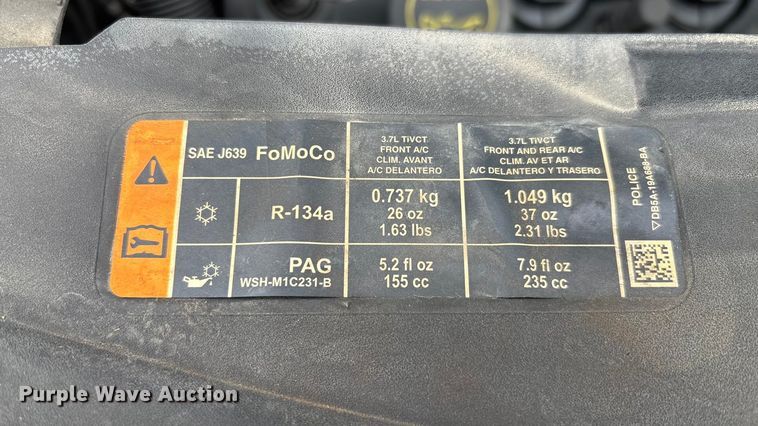 SAE J639 FoMoCo
3.7L TiVCT
FRONT A/C
CLIM. AVANT
A/C DELANTERO
3.7L TiVCT
FRONT AND REAR A/C
CLIM. AV ET AR
A/C DELANTERO Y TRASERO
R-134a
0.737 kg
26 oz
1.63 lbs
1.049 kg
37 oz
2.31 lbs
PAG
WSH-M1C231-B
5.2 fl oz
155 cc
7.9 fl oz
235 cc
POLICE
Purple Wave Auction